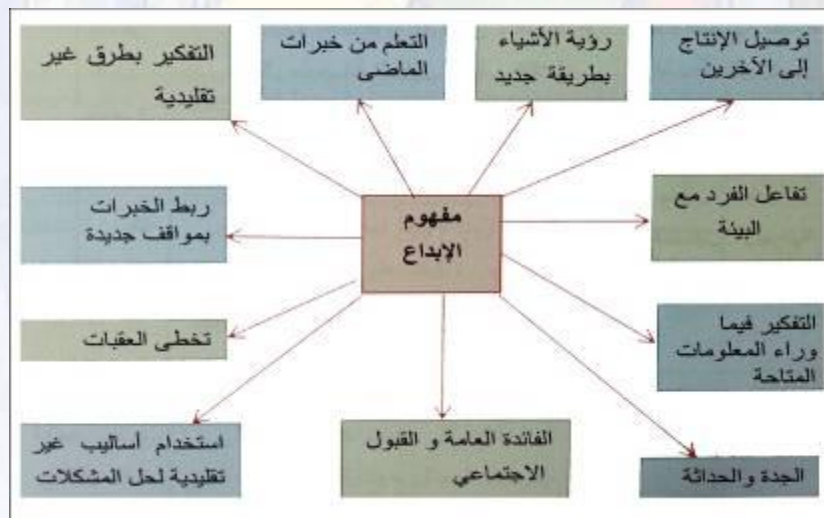 توصيل الإنتاج
إلى الآخرين
رؤية الأشياء
بطريقة جديد
التعلم من خبرات
الماضى
التفكير بطرق غير
تقليدية
تفاعل الفرد مع
البيئة
مفهوم
الإبداع
ربط الخبرات
بمواقف جديدة
التفكير فيما
وراء المعلومات
المتاحة
تخطى العقبات
الجدة والحداثة
الفائدة العامة و القبول
الاجتماعي
استخدام أساليب غير
تقليدية لحل المشكلات